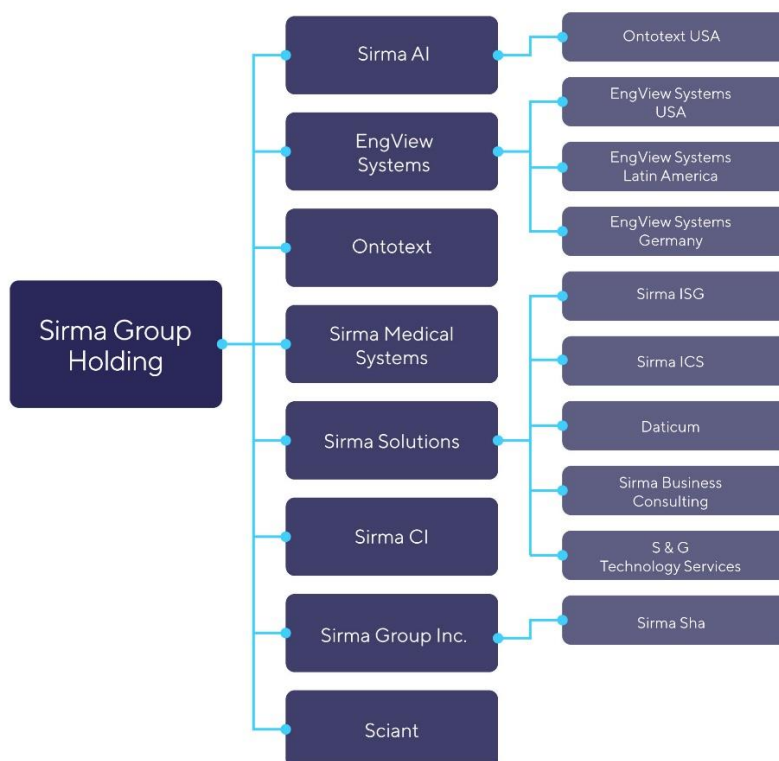 Sirma Group
Holding
Sirma AI
EngView
Systems
Ontotext
Sirma Medical
Systems
Sirma Solutions
Sirma CI
Sirma Group Inc.
Sciant
Ontotext USA
EngView Systems
USA
EngView Systems
Latin America
EngView Systems
Germany
Sirma ISG
Sirma ICS
Daticum
Sirma Business
Consulting
S & G
Technology Services
Sirma Sha